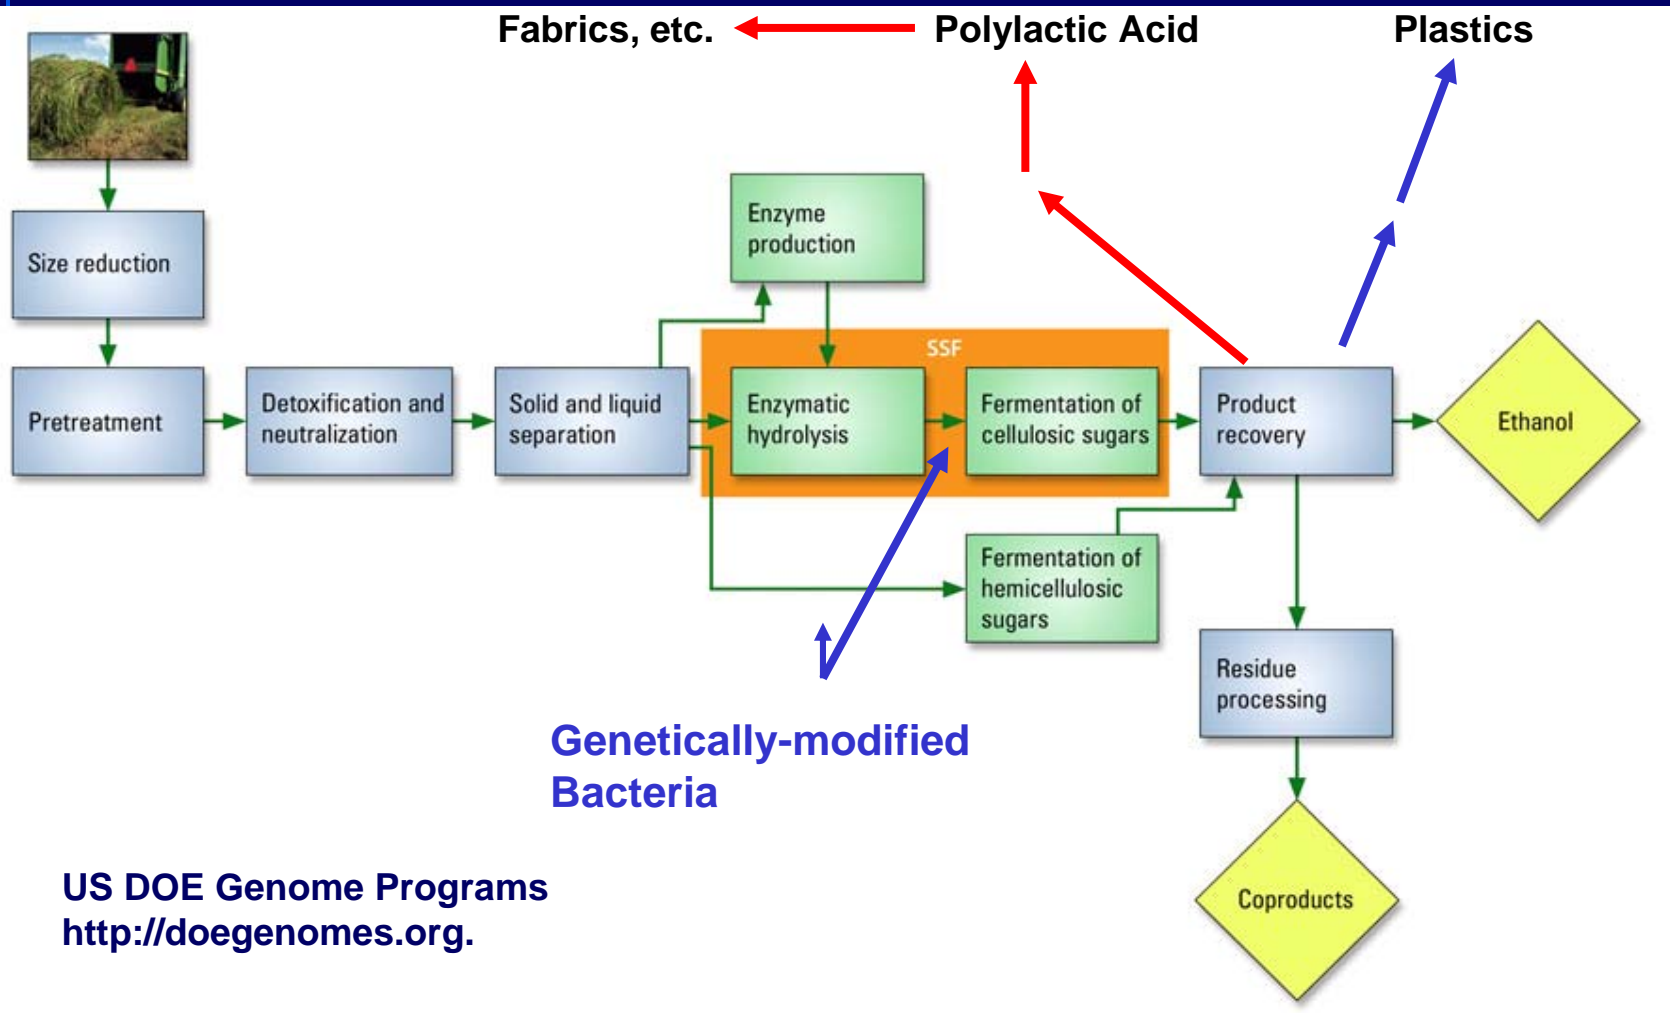 Fabrics, etc.
Polylactic Acid
Plastics
Enzyme
production
Size reduction
SSF
Pretreatment
Detoxification and
neutralization
Solid and liquid
separation
Enzymatic
hydrolysis
Fermentation of
cellulosic sugars
Product
recovery
Ethanol
Fermentation of
hemicellulosic
sugars
Residue
processing
Genetically-modified
Bacteria
Coproducts
US DOE Genome Programs
http://doegenomes.org.